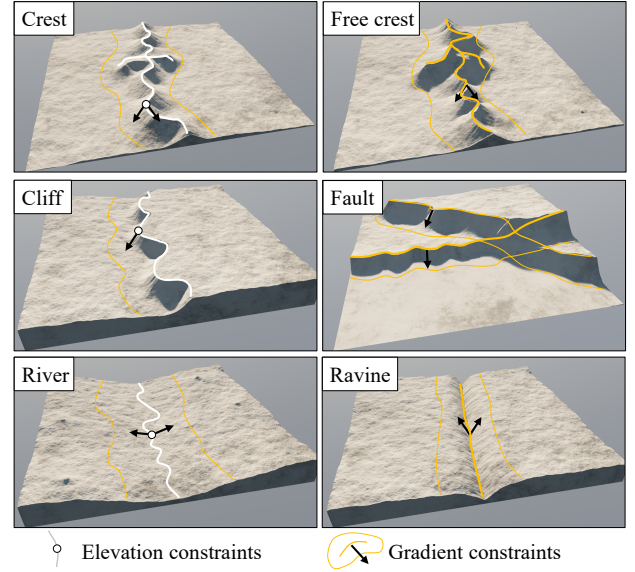 Crest
Free crest
Cliff
Fault
River
Ravine
Elevation constraints
Gradient constraints